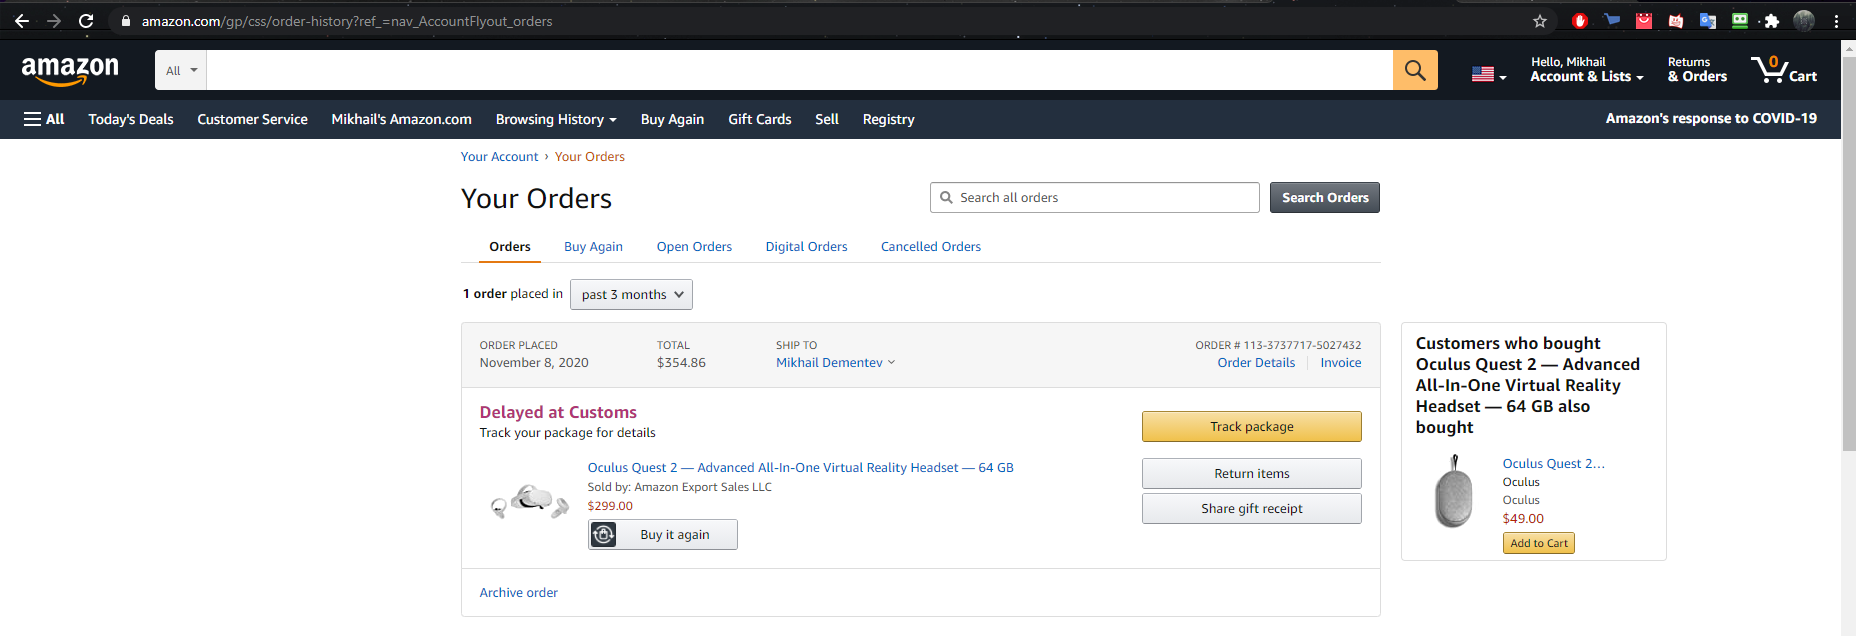 amazon.com/gp/css/order-history?ref_=nav_AccountFlyout_orders
amazon
All
Hello, Mikhail
Account & Lists
Returns
& Orders
0
Cart
All
Today's Deals
Customer Service
Mikhail's Amazon.com
Browsing History
Buy Again
Gift Cards
Sell
Registry
Amazon's response to COVID-19
Your Account › Your Orders
Your Orders
Search all orders
Search Orders
Orders
Buy Again
Open Orders
Digital Orders
Cancelled Orders
1 order placed in
past 3 months
ORDER PLACED
November 8, 2020
TOTAL
$354.86
SHIP TO
Mikhail Dementev
ORDER # 113-3737717-5027432
Order Details
Invoice
Delayed at Customs
Track your package for details
Oculus Quest 2 — Advanced All-In-One Virtual Reality Headset — 64 GB
Sold by: Amazon Export Sales LLC
$299.00
Buy it again
Track package
Return items
Share gift receipt
Archive order
Customers who bought
Oculus Quest 2 — Advanced
All-In-One Virtual Reality
Headset — 64 GB also
bought
Oculus Quest 2…
Oculus
Oculus
$49.00
Add to Cart